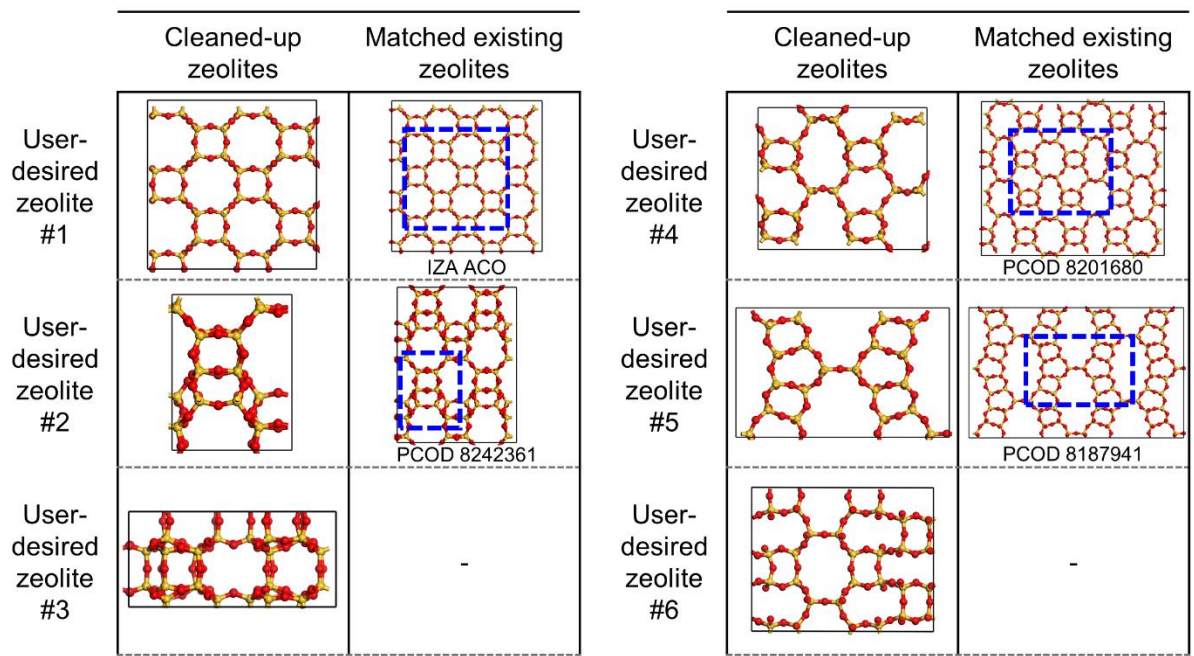 Cleaned-up
zeolites
Matched existing
zeolites
User-
desired
zeolite
#1
IZA ACO
User-
desired
zeolite
#2
PCOD 8242361
User-
desired
zeolite
#3
-
Cleaned-up
zeolites
Matched existing
zeolites
User-
desired
zeolite
#4
PCOD 8201680
User-
desired
zeolite
#5
PCOD 8187941
User-
desired
zeolite
#6
-